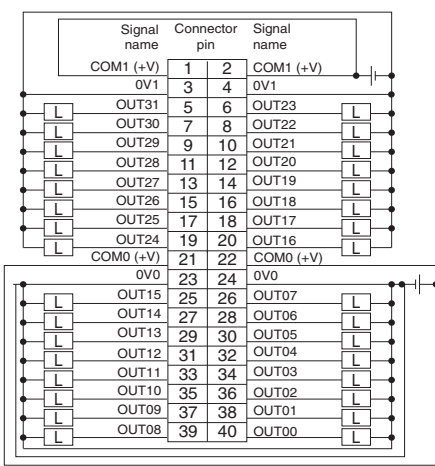 Signal name Connector pin Signal name
COM1 (+V) 1 2 COM1 (+V)
0V1 3 4 0V1
L OUT31 5 6 OUT23 L
L OUT30 7 8 OUT22 L
L OUT29 9 10 OUT21 L
L OUT28 11 12 OUT20 L
L OUT27 13 14 OUT19 L
L OUT26 15 16 OUT18 L
L OUT25 17 18 OUT17 L
L OUT24 19 20 OUT16 L
COM0 (+V) 21 22 COM0 (+V)
0V0 23 24 0V0
L OUT15 25 26 OUT07 L
L OUT14 27 28 OUT06 L
L OUT13 29 30 OUT05 L
L OUT12 31 32 OUT04 L
L OUT11 33 34 OUT03 L
L OUT10 35 36 OUT02 L
L OUT09 37 38 OUT01 L
L OUT08 39 40 OUT00 L